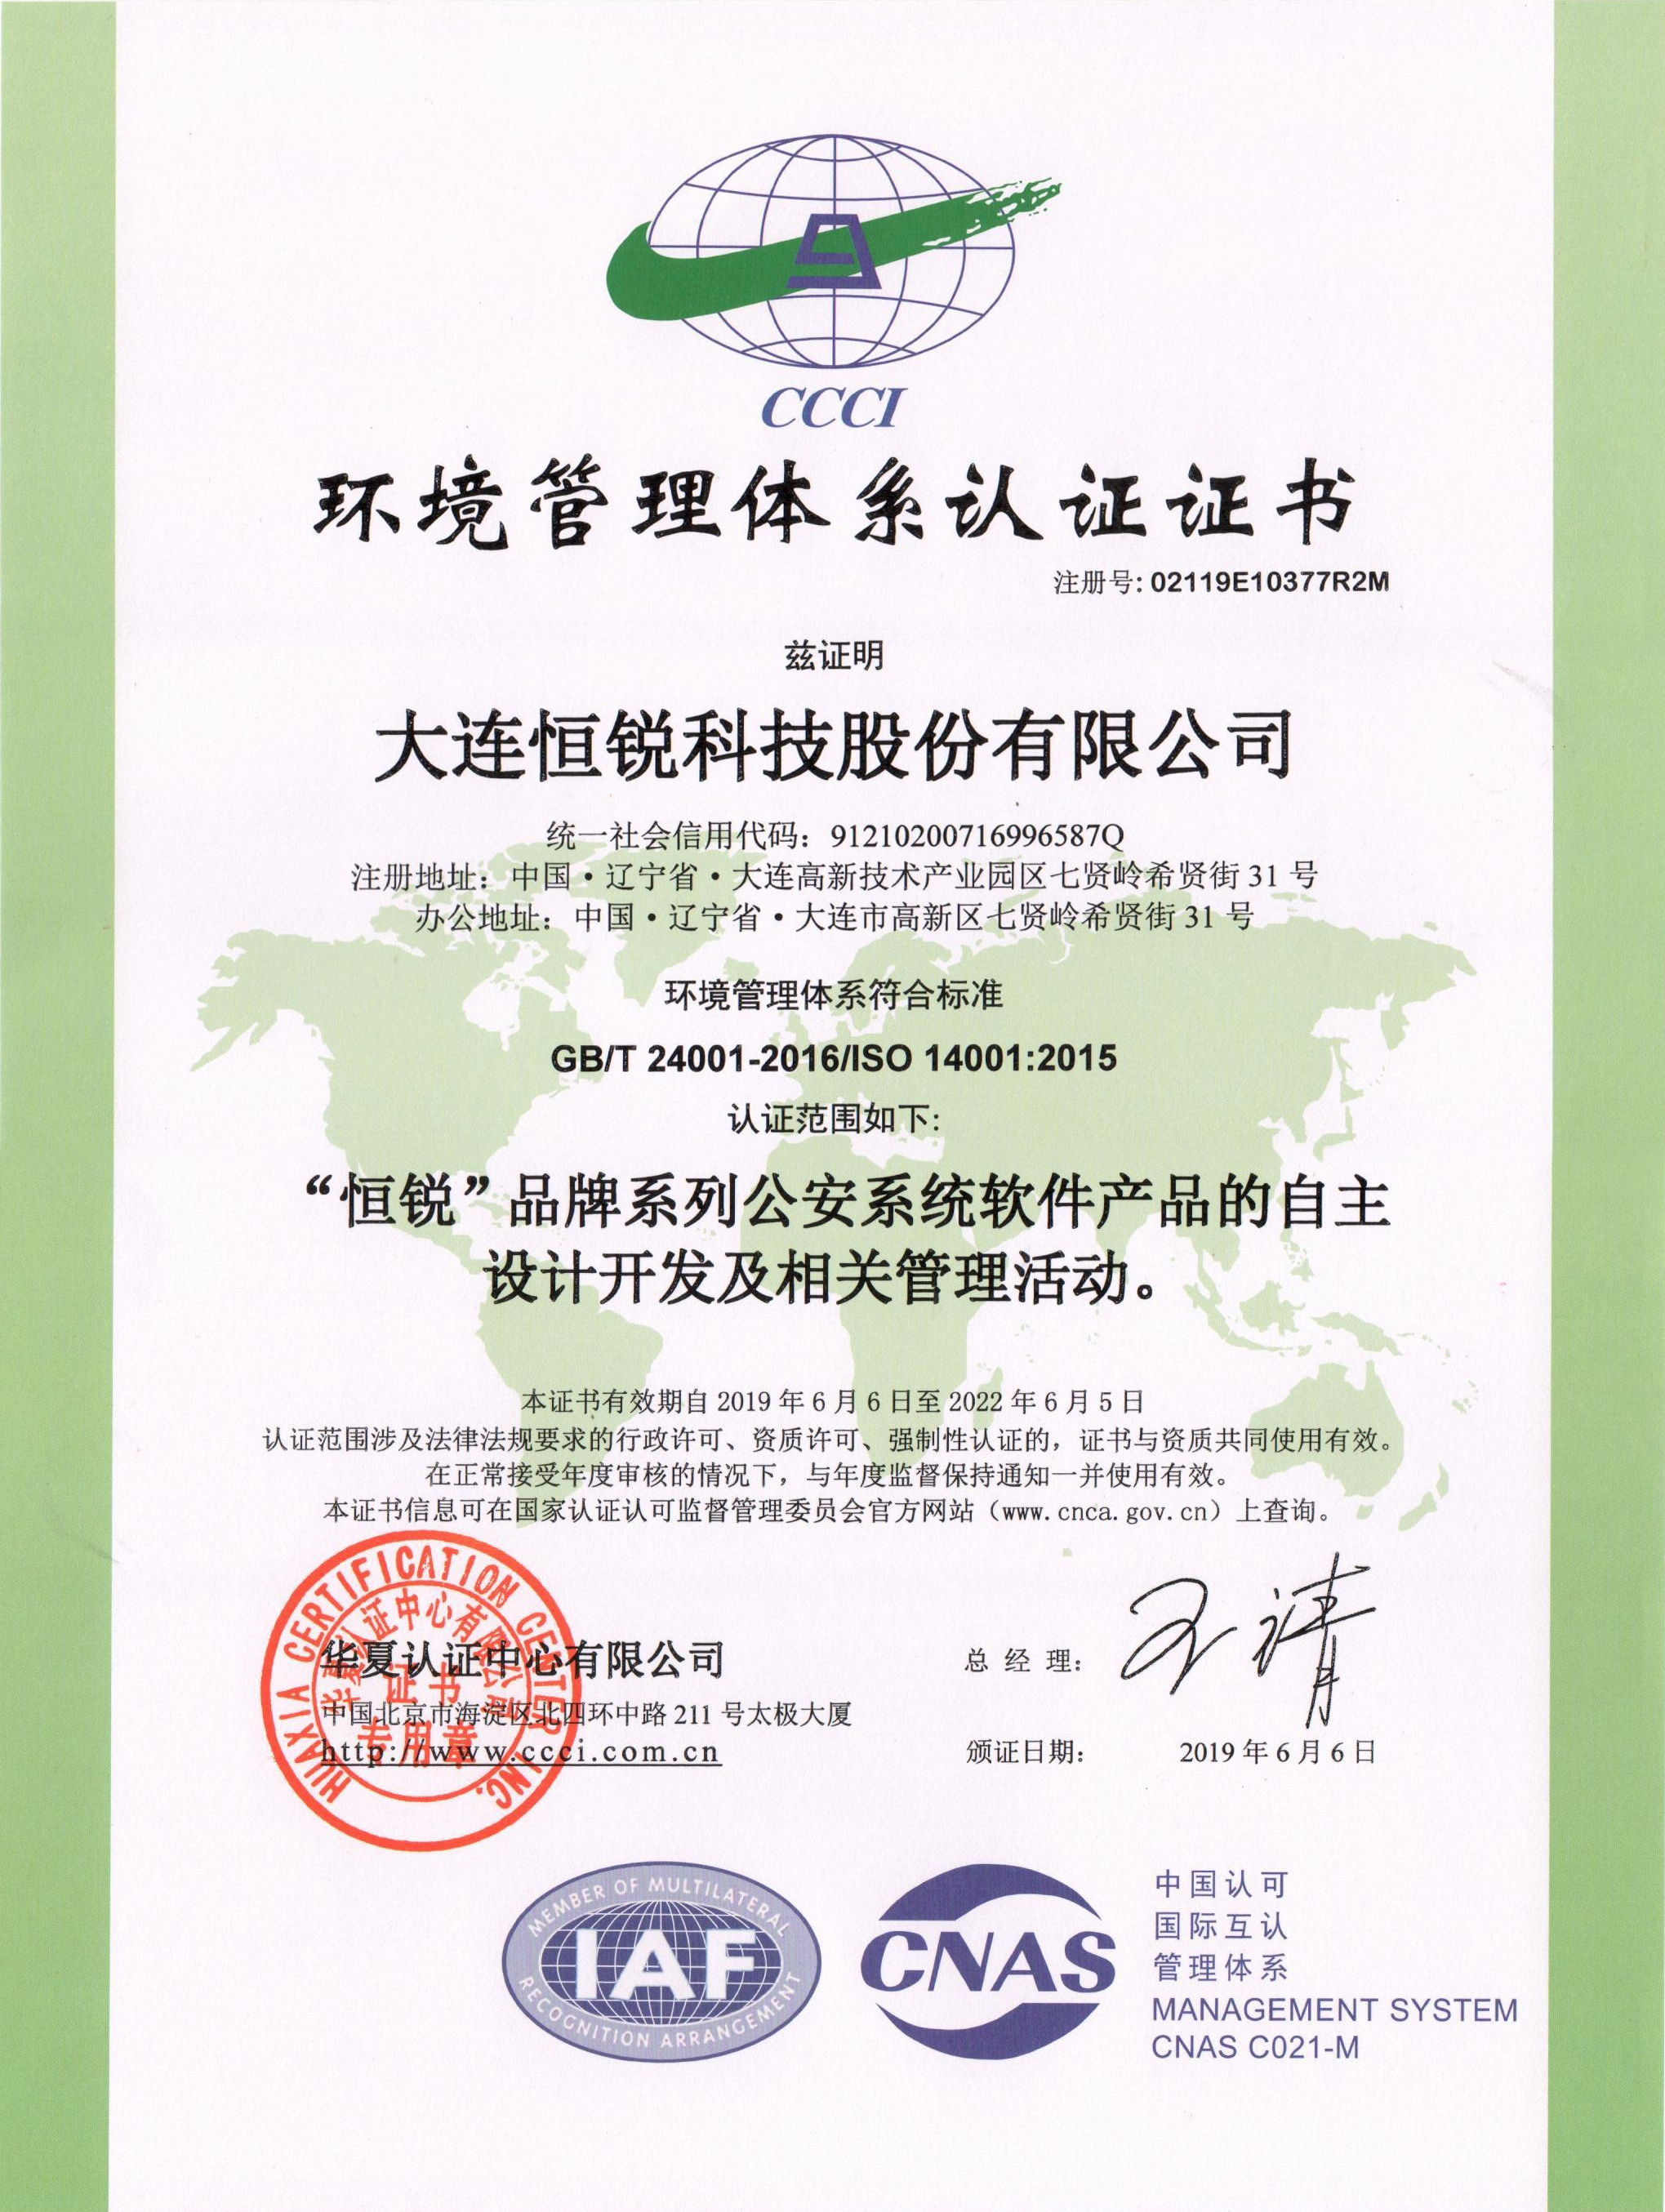 CCCI
环境管理体系认证证书
注册号: 02119E10377R2M
兹证明
大连恒锐科技股份有限公司
统一社会信用代码：91210200716996587Q
注册地址：中国·辽宁省·大连高新技术产业园区七贤岭希贤街 31 号
办公地址：中国·辽宁省·大连市高新区七贤岭希贤街 31 号
环境管理体系符合标准
GB/T 24001-2016/ISO 14001:2015
认证范围如下:
“恒锐”品牌系列公安系统软件产品的自主
设计开发及相关管理活动。
本证书有效期自 2019 年 6 月 6 日至 2022 年 6 月 5 日
认证范围涉及法律法规要求的行政许可、资质许可、强制性认证的，证书与资质共同使用有效。
在正常接受年度审核的情况下，与年度监督保持通知一并使用有效。
本证书信息可在国家认证认可监督管理委员会官方网站（www.cnca.gov.cn）上查询。
HUAXIA CERTIFICATION CENTER INC.
华夏认证中心有限公司
证书
专用章
华夏认证中心有限公司
中国北京市海淀区北四环中路 211 号太极大厦
http://www.ccci.com.cn
总 经 理：
颁证日期： 2019 年 6 月 6 日
MEMBER OF MULTILATERAL
IAF
RECOGNITION ARRANGEMENT
CNAS
中国认可
国际互认
管理体系
MANAGEMENT SYSTEM
CNAS C021-M